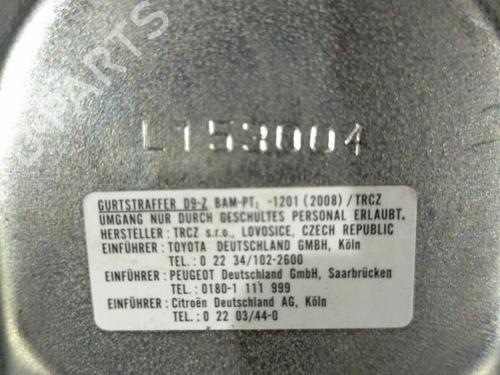 L153004
GURTSTRAFFER D9-Z BAM-PT₁ -1201 (2008) / TRCZ
UMGANG NUR DURCH GESCHULTES PERSONAL ERLAUBT.
HERSTELLER : TRCZ s.r.o., LOVOSICE, CZECH REPUBLIC
EINFÜHRER : TOYOTA DEUTSCHLAND GMBH, Köln
TEL.: 0 22 34/102-2600
EINFÜHRER : PEUGEOT Deutschland GmbH, Saarbrücken
TEL.: 0180-1 111 999
EINFÜHRER : Citroën Deutschland AG, Köln
TEL.: 0 22 03/44-0